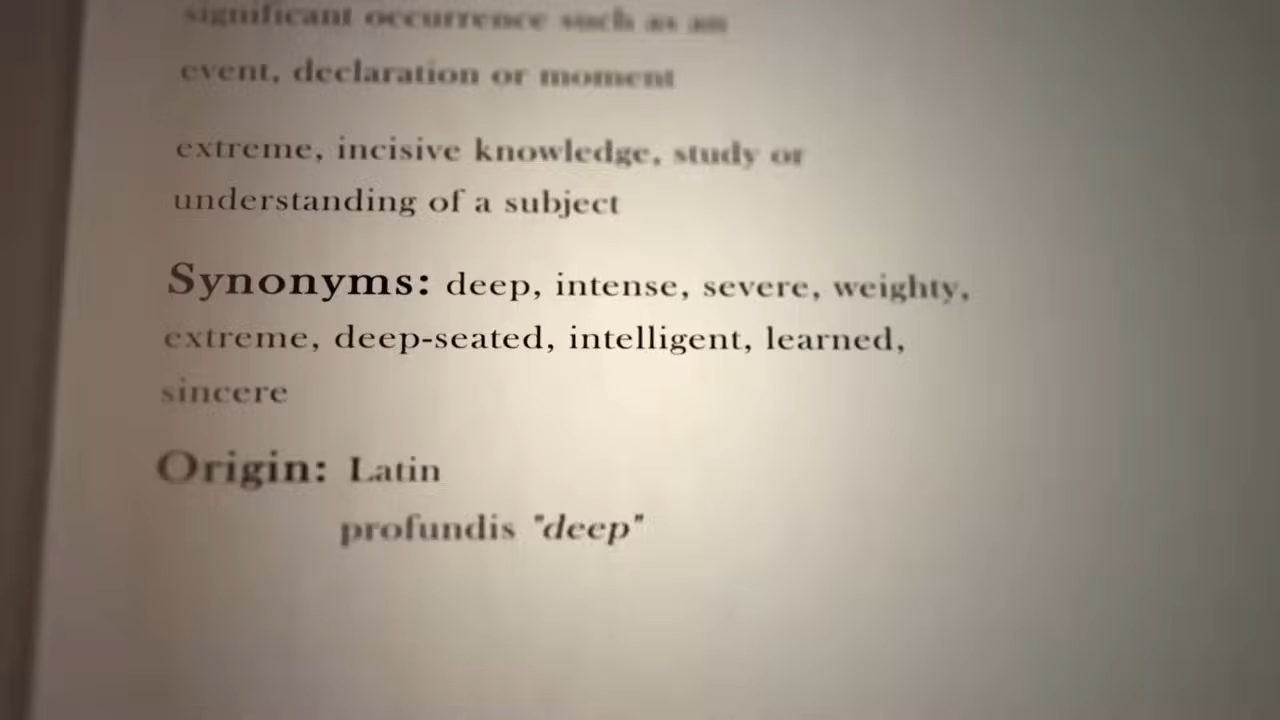 significant occurrence such as an
event, declaration or moment
extreme, incisive knowledge, study or
understanding of a subject
Synonyms: deep, intense, severe, weighty,
extreme, deep-seated, intelligent, learned,
sincere
Origin: Latin
profundis "deep"